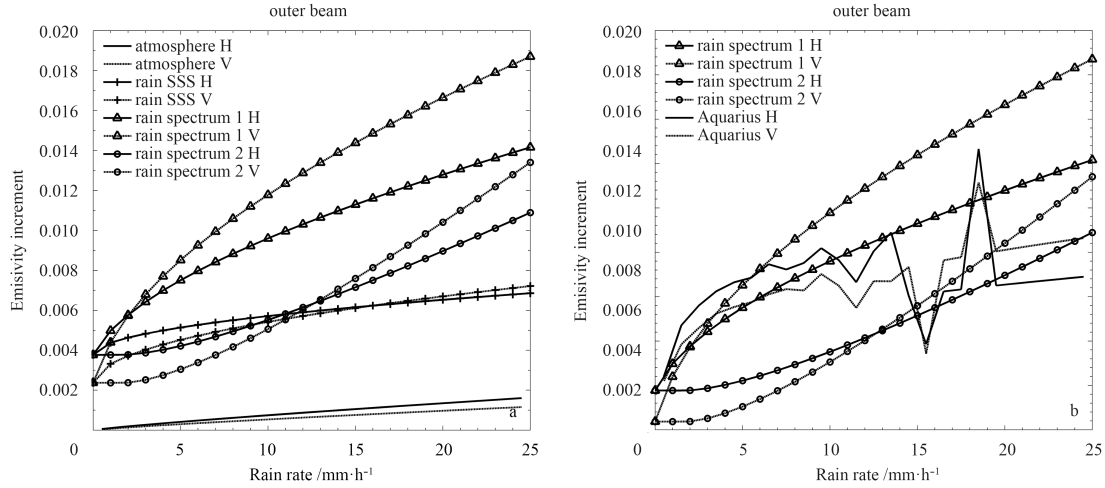 outer beam
0.020
0.018
0.016
0.014
0.012
0.010
0.008
0.006
0.004
0.002
0
5
10
15
20
25
Emisivity increment
Rain rate /mm·h⁻¹
atmosphere H
atmosphere V
rain SSS H
rain SSS V
rain spectrum 1 H
rain spectrum 1 V
rain spectrum 2 H
rain spectrum 2 V
a
outer beam
0.020
0.018
0.016
0.014
0.012
0.010
0.008
0.006
0.004
0.002
0
5
10
15
20
25
Emisivity increment
Rain rate /mm·h⁻¹
rain spectrum 1 H
rain spectrum 1 V
rain spectrum 2 H
rain spectrum 2 V
Aquarius H
Aquarius V
b